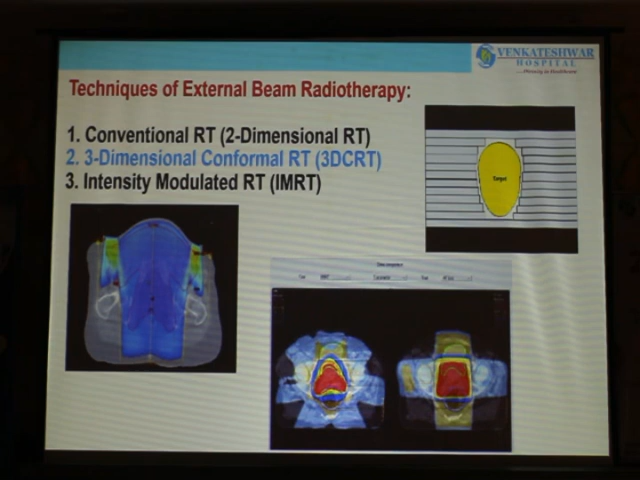 VENKATESHWAR
HOSPITAL
Techniques of External Beam Radiotherapy:
1. Conventional RT (2-Dimensional RT)
2. 3-Dimensional Conformal RT (3DCRT)
3. Intensity Modulated RT (IMRT)
Target